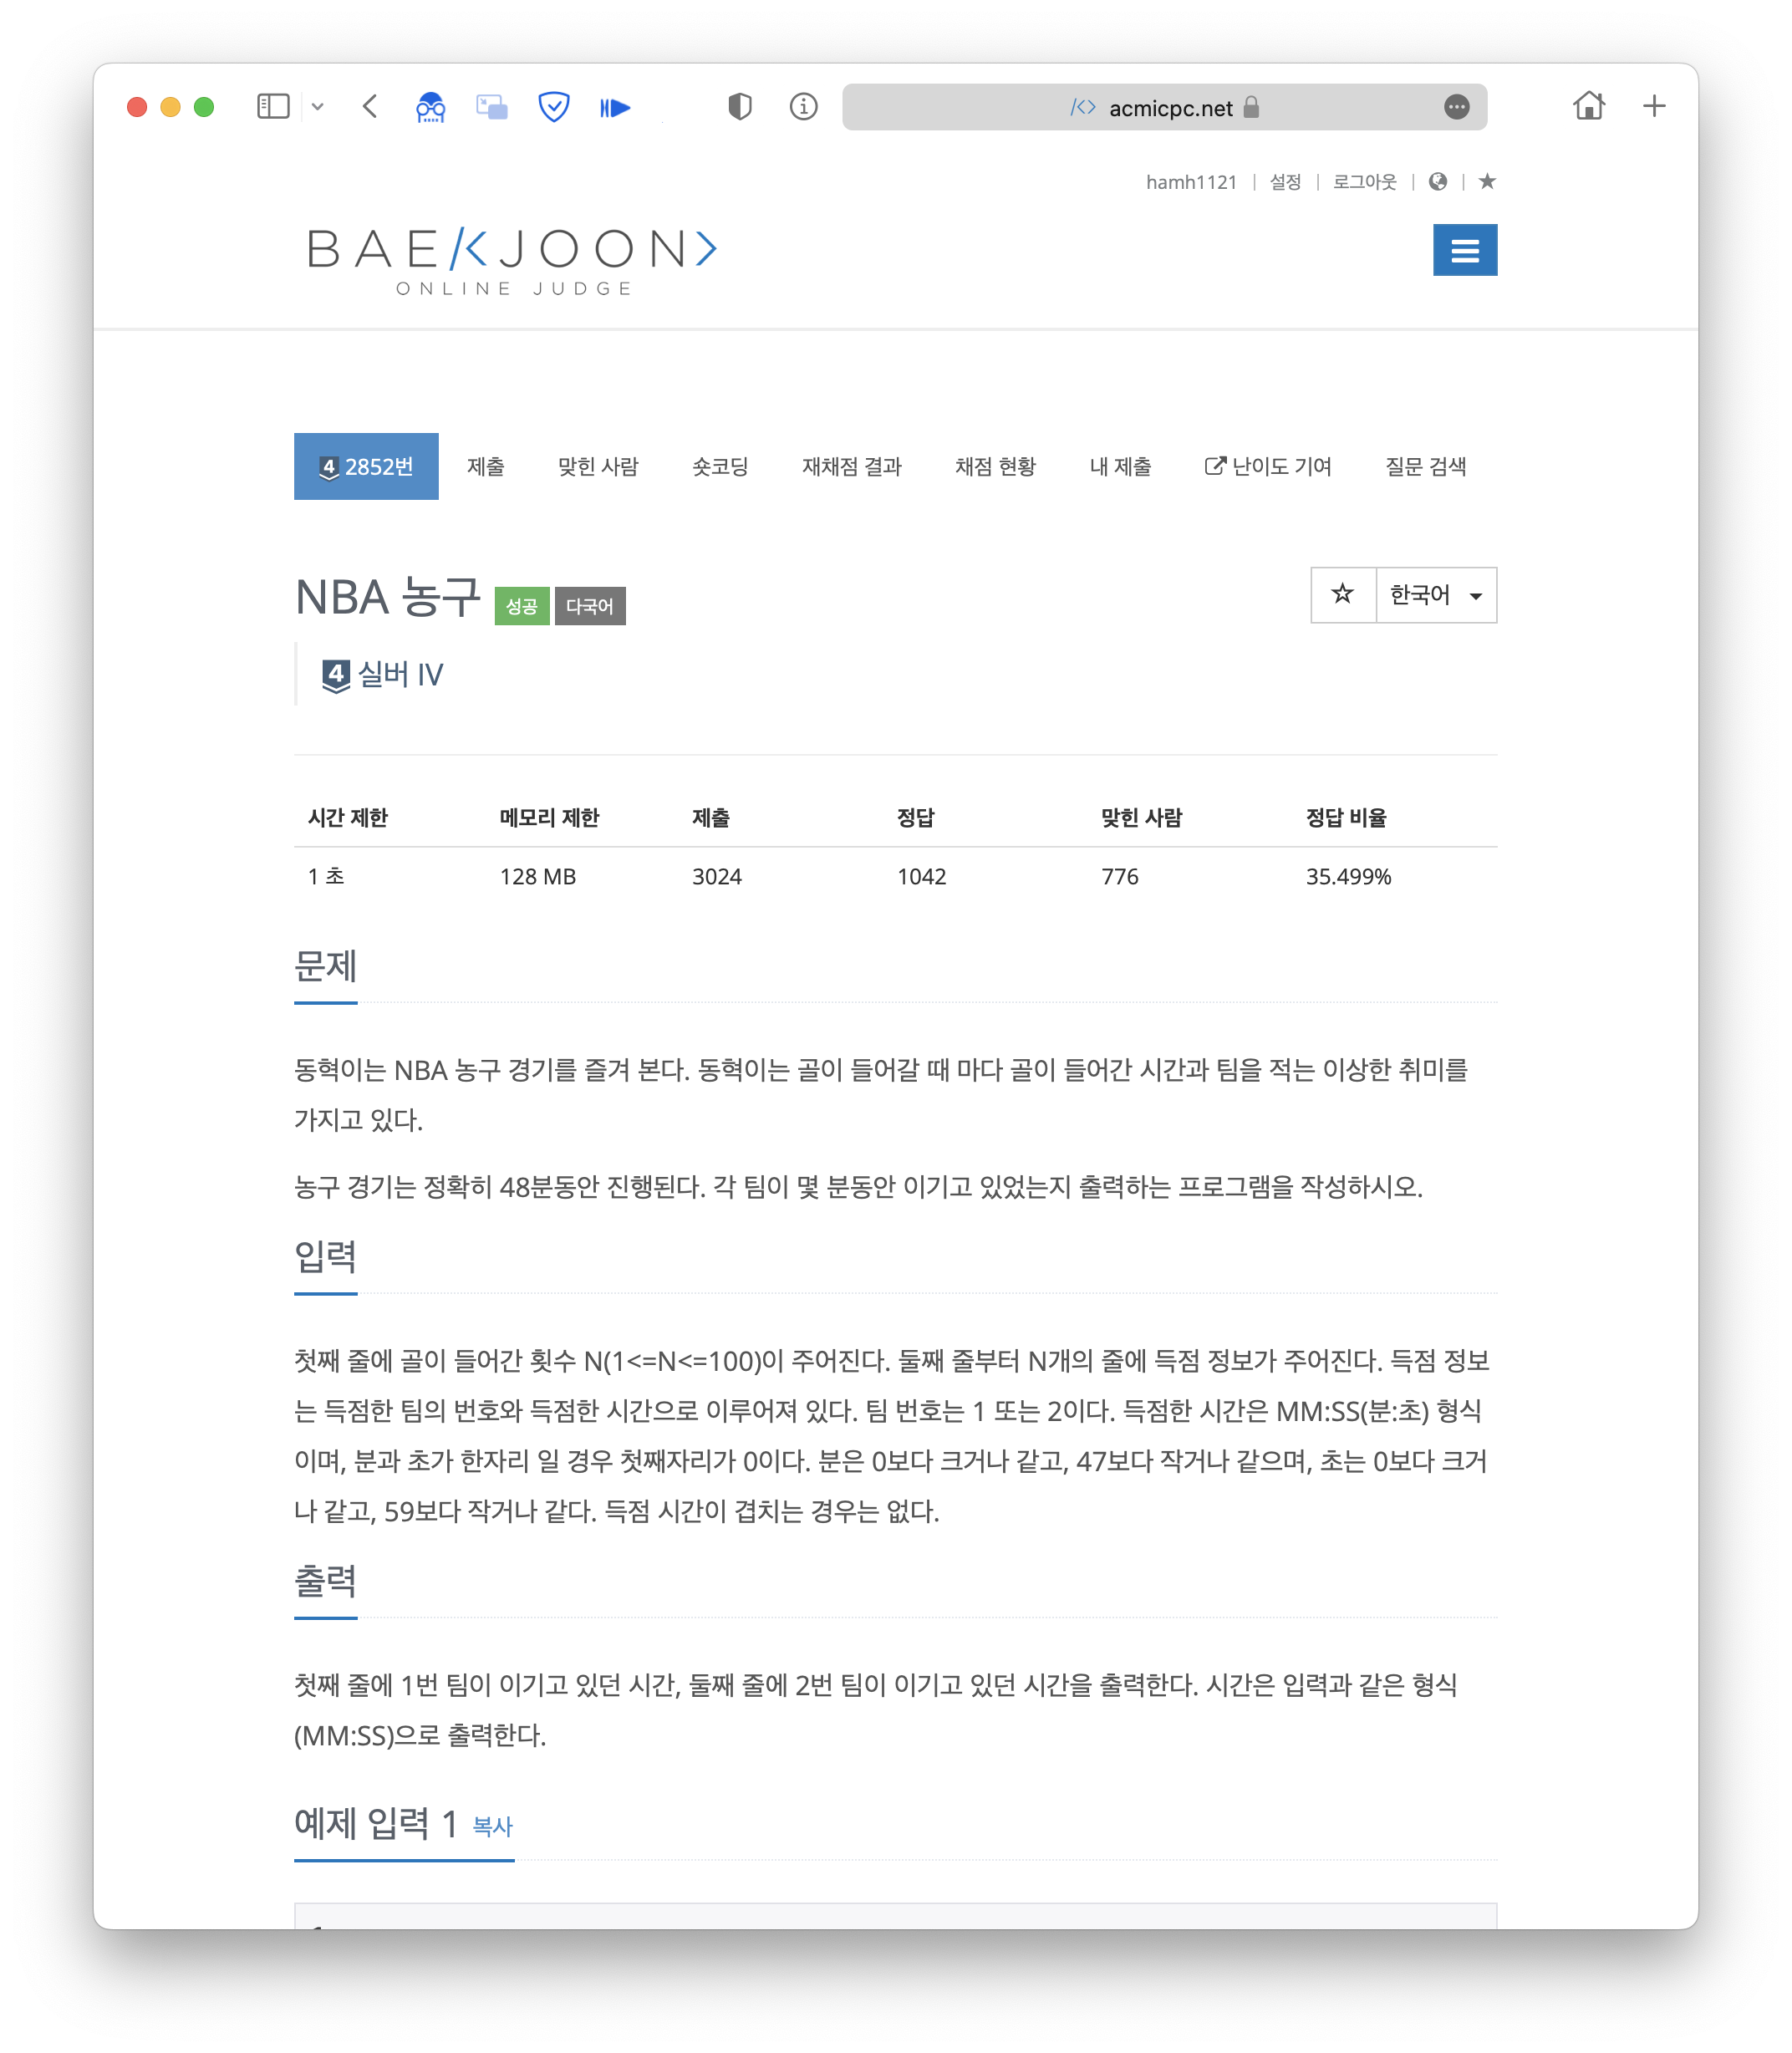 acmicpc.net
hamh1121 | 설정 | 로그아웃 | |
BAE/<JOON>
ONLINE JUDGE
4 2852번 제출 맞힌 사람 숏코딩 재채점 결과 채점 현황 내 제출 난이도 기여 질문 검색
NBA 농구 성공 다국어 한국어
4 실버 IV
시간 제한 메모리 제한 제출 정답 맞힌 사람 정답 비율
1 초 128 MB 3024 1042 776 35.499%
문제
동혁이는 NBA 농구 경기를 즐겨 본다. 동혁이는 골이 들어갈 때 마다 골이 들어간 시간과 팀을 적는 이상한 취미를
가지고 있다.
농구 경기는 정확히 48분동안 진행된다. 각 팀이 몇 분동안 이기고 있었는지 출력하는 프로그램을 작성하시오.
입력
첫째 줄에 골이 들어간 횟수 N(1<=N<=100)이 주어진다. 둘째 줄부터 N개의 줄에 득점 정보가 주어진다. 득점 정보
는 득점한 팀의 번호와 득점한 시간으로 이루어져 있다. 팀 번호는 1 또는 2이다. 득점한 시간은 MM:SS(분:초) 형식
이며, 분과 초가 한자리 일 경우 첫째자리가 0이다. 분은 0보다 크거나 같고, 47보다 작거나 같으며, 초는 0보다 크거
나 같고, 59보다 작거나 같다. 득점 시간이 겹치는 경우는 없다.
출력
첫째 줄에 1번 팀이 이기고 있던 시간, 둘째 줄에 2번 팀이 이기고 있던 시간을 출력한다. 시간은 입력과 같은 형식
(MM:SS)으로 출력한다.
예제 입력 1 복사